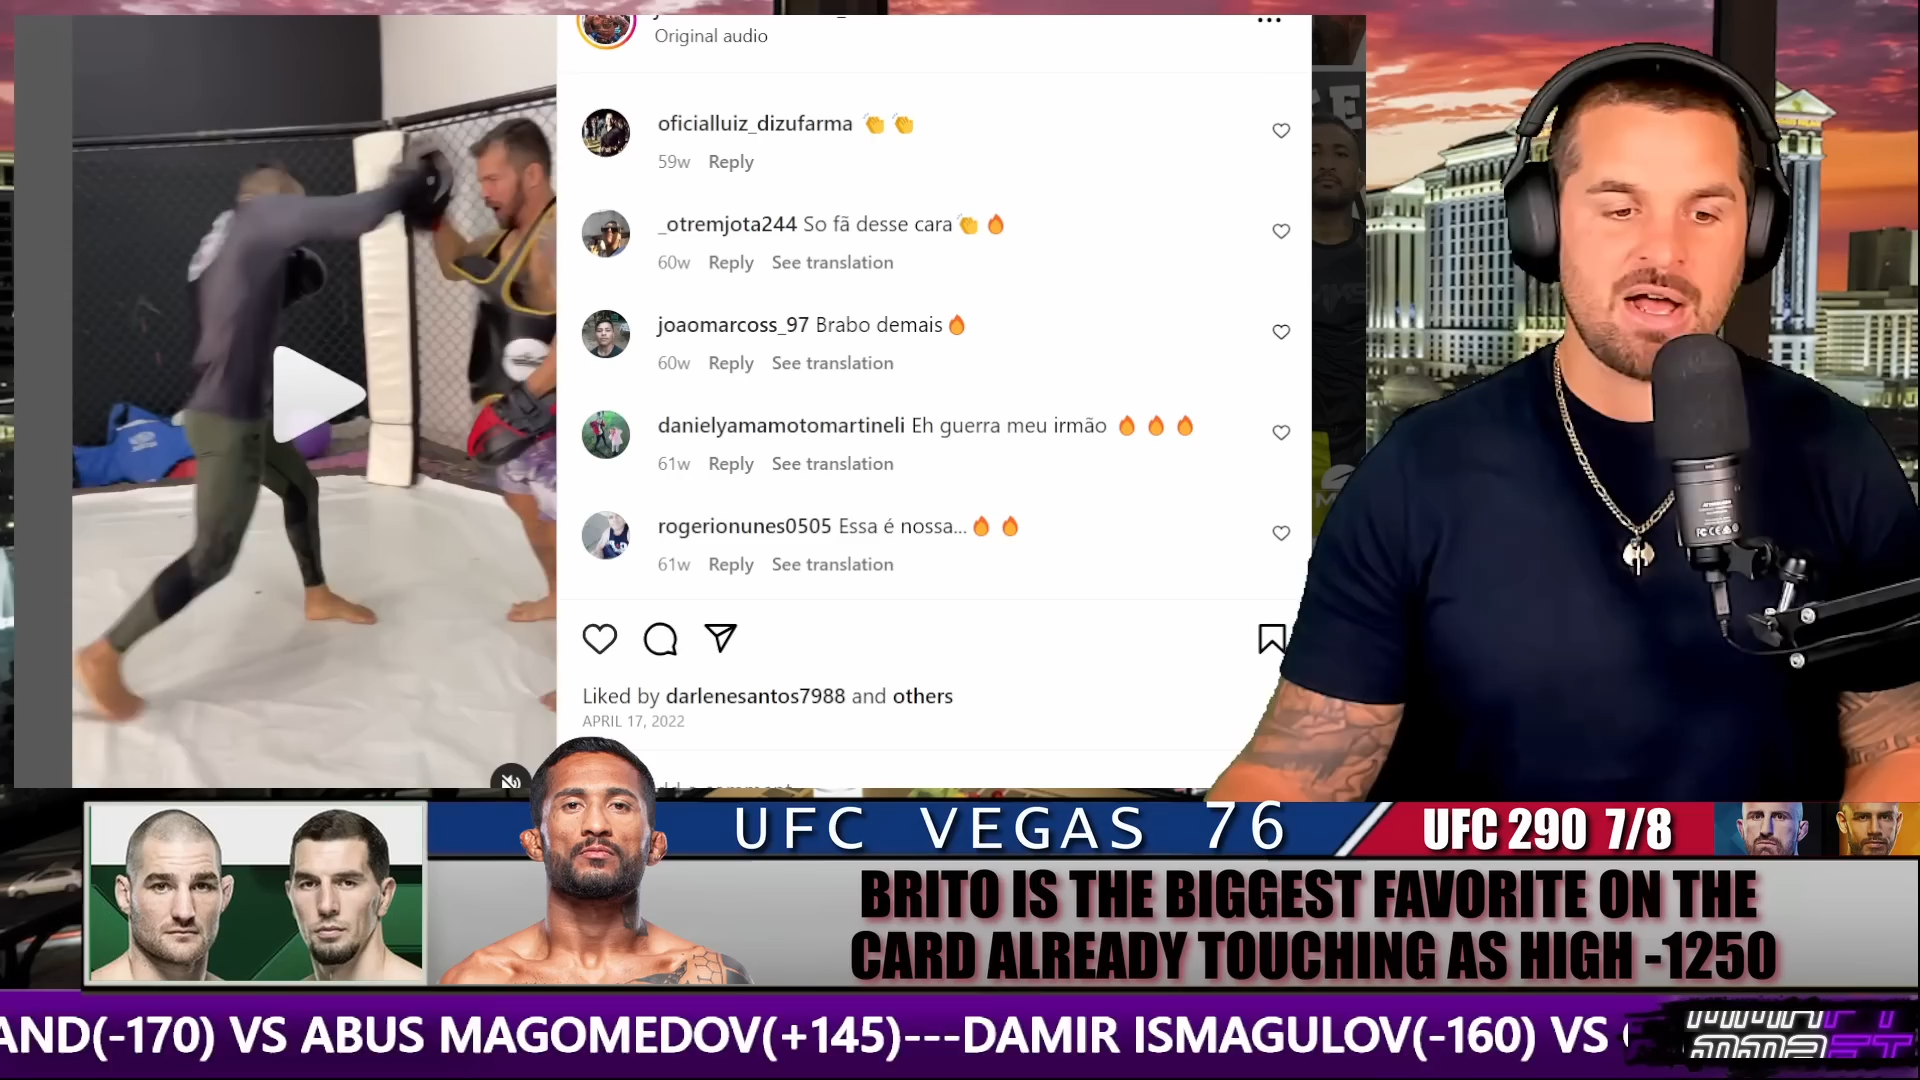 Original audio
oficialluiz_dizufarma 👏 👏
59w Reply
_otremjota244 So fã desse cara 👏 🔥
60w Reply See translation
joaomarcoss_97 Brabo demais 🔥
60w Reply See translation
danielyamamotomartineli Eh guerra meu irmão 🔥 🔥 🔥
61w Reply See translation
rogerionunes0505 Essa é nossa... 🔥 🔥
61w Reply See translation
Liked by darlenesantos7988 and others
APRIL 17, 2022
UFC VEGAS 76
UFC 290 7/8
BRITO IS THE BIGGEST FAVORITE ON THE
CARD ALREADY TOUCHING AS HIGH -1250
AND(-170) VS ABUS MAGOMEDOV(+145)---DAMIR ISMAGULOV(-160) VS